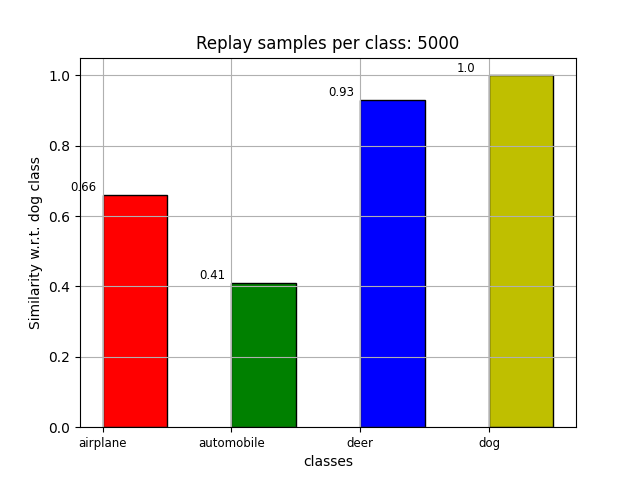 Replay samples per class: 5000
1.0
0.8
0.6
0.4
0.2
0.0
Similarity w.r.t. dog class
0.66
0.41
0.93
1.0
airplane
automobile
deer
dog
classes